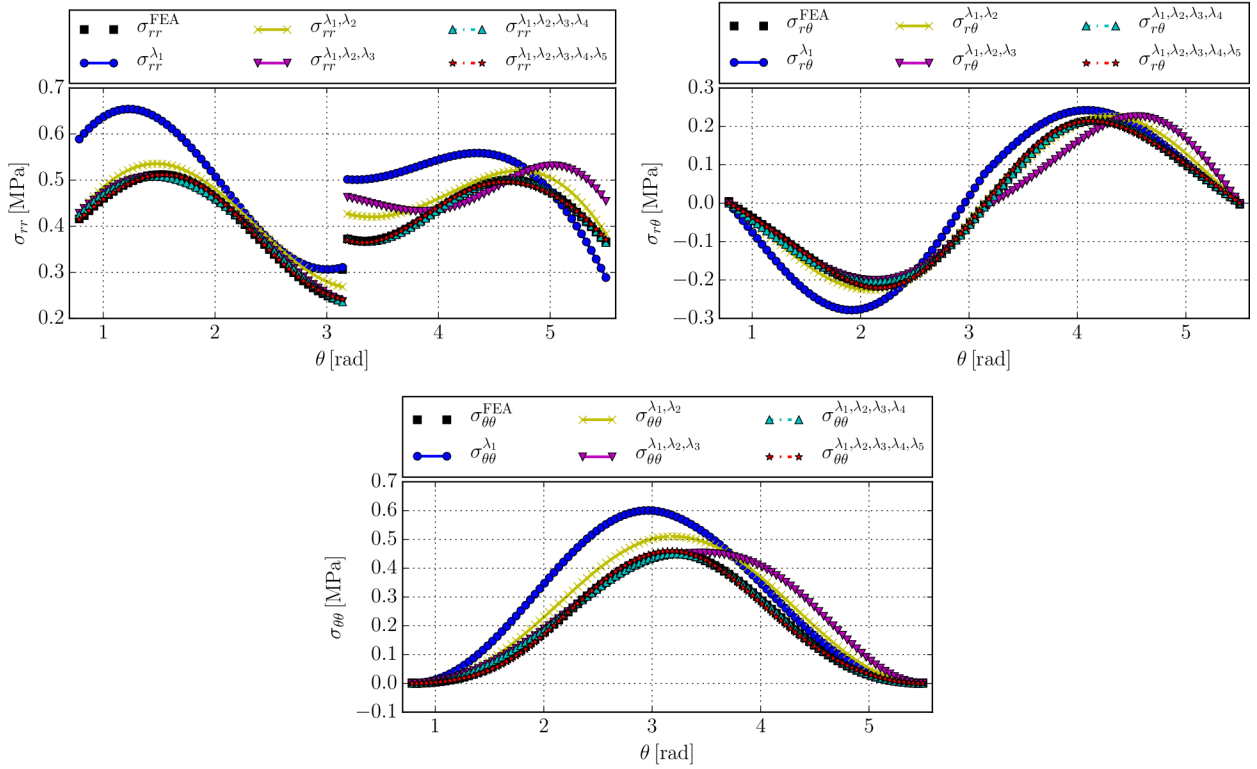 σ_rr^FEA σ_rr^λ₁,λ₂ σ_rr^λ₁,λ₂,λ₃,λ₄
σ_rr^λ₁ σ_rr^λ₁,λ₂,λ₃ σ_rr^λ₁,λ₂,λ₃,λ₄,λ₅
0.7
0.6
0.5
0.4
0.3
0.2
σ_rr [MPa]
1 2 3 4 5
θ [rad]
σ_rθ^FEA σ_rθ^λ₁,λ₂ σ_rθ^λ₁,λ₂,λ₃,λ₄
σ_rθ^λ₁ σ_rθ^λ₁,λ₂,λ₃ σ_rθ^λ₁,λ₂,λ₃,λ₄,λ₅
0.3
0.2
0.1
0.0
−0.1
−0.2
−0.3
σ_rθ [MPa]
1 2 3 4 5
θ [rad]
σ_θθ^FEA σ_θθ^λ₁,λ₂ σ_θθ^λ₁,λ₂,λ₃,λ₄
σ_θθ^λ₁ σ_θθ^λ₁,λ₂,λ₃ σ_θθ^λ₁,λ₂,λ₃,λ₄,λ₅
0.7
0.6
0.5
0.4
0.3
0.2
0.1
0.0
−0.1
σ_θθ [MPa]
1 2 3 4 5
θ [rad]